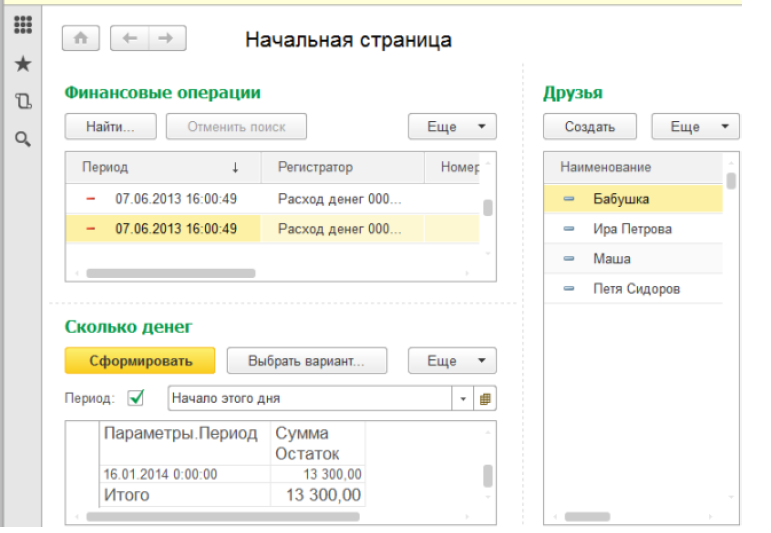 Начальная страница
Финансовые операции
Найти... Отменить поиск Еще
Период ↓ Регистратор Номер
07.06.2013 16:00:49 Расход денег 000...
07.06.2013 16:00:49 Расход денег 000...
Сколько денег
Сформировать Выбрать вариант... Еще
Период: Начало этого дня
Параметры.Период Сумма
Остаток
16.01.2014 0:00:00 13 300,00
Итого 13 300,00
Друзья
Создать Еще
Наименование
Бабушка
Ира Петрова
Маша
Петя Сидоров